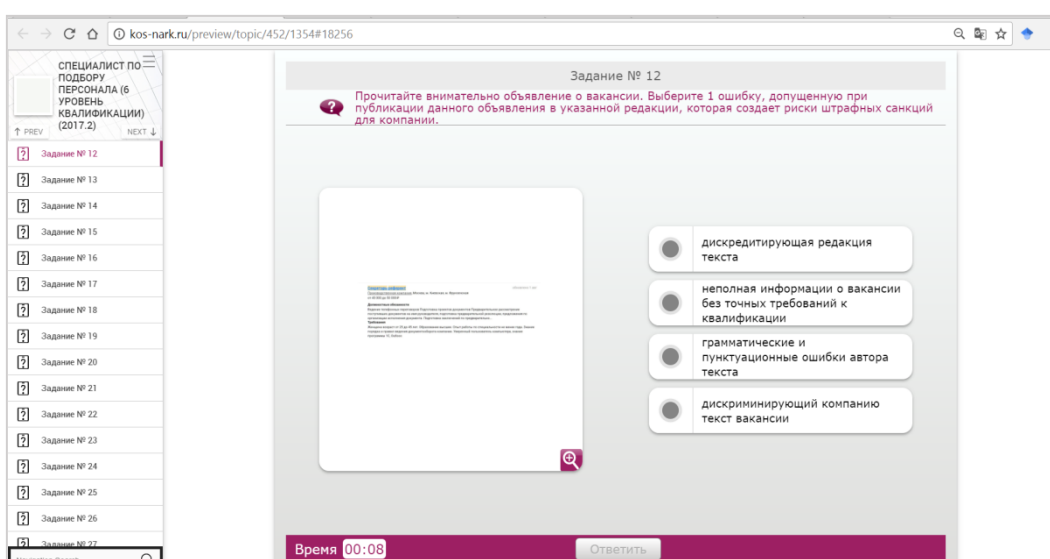 kos-nark.ru/preview/topic/452/1354#18256
СПЕЦИАЛИСТ ПО
ПОДБОРУ
ПЕРСОНАЛА (6
УРОВЕНЬ
КВАЛИФИКАЦИИ)
(2017.2)
↑ PREV
NEXT ↓
Задание № 12
Задание № 13
Задание № 14
Задание № 15
Задание № 16
Задание № 17
Задание № 18
Задание № 19
Задание № 20
Задание № 21
Задание № 22
Задание № 23
Задание № 24
Задание № 25
Задание № 26
Задание № 27
Задание № 12
Прочитайте внимательно объявление о вакансии. Выберите 1 ошибку, допущенную при
публикации данного объявления в указанной редакции, которая создает риски штрафных санкций
для компании.
Должностные обязанности
Требования
дискредитирующая редакция
текста
неполная информации о вакансии
без точных требований к
квалификации
грамматические и
пунктуационные ошибки автора
текста
дискриминирующий компанию
текст вакансии
Время 00:08
Ответить